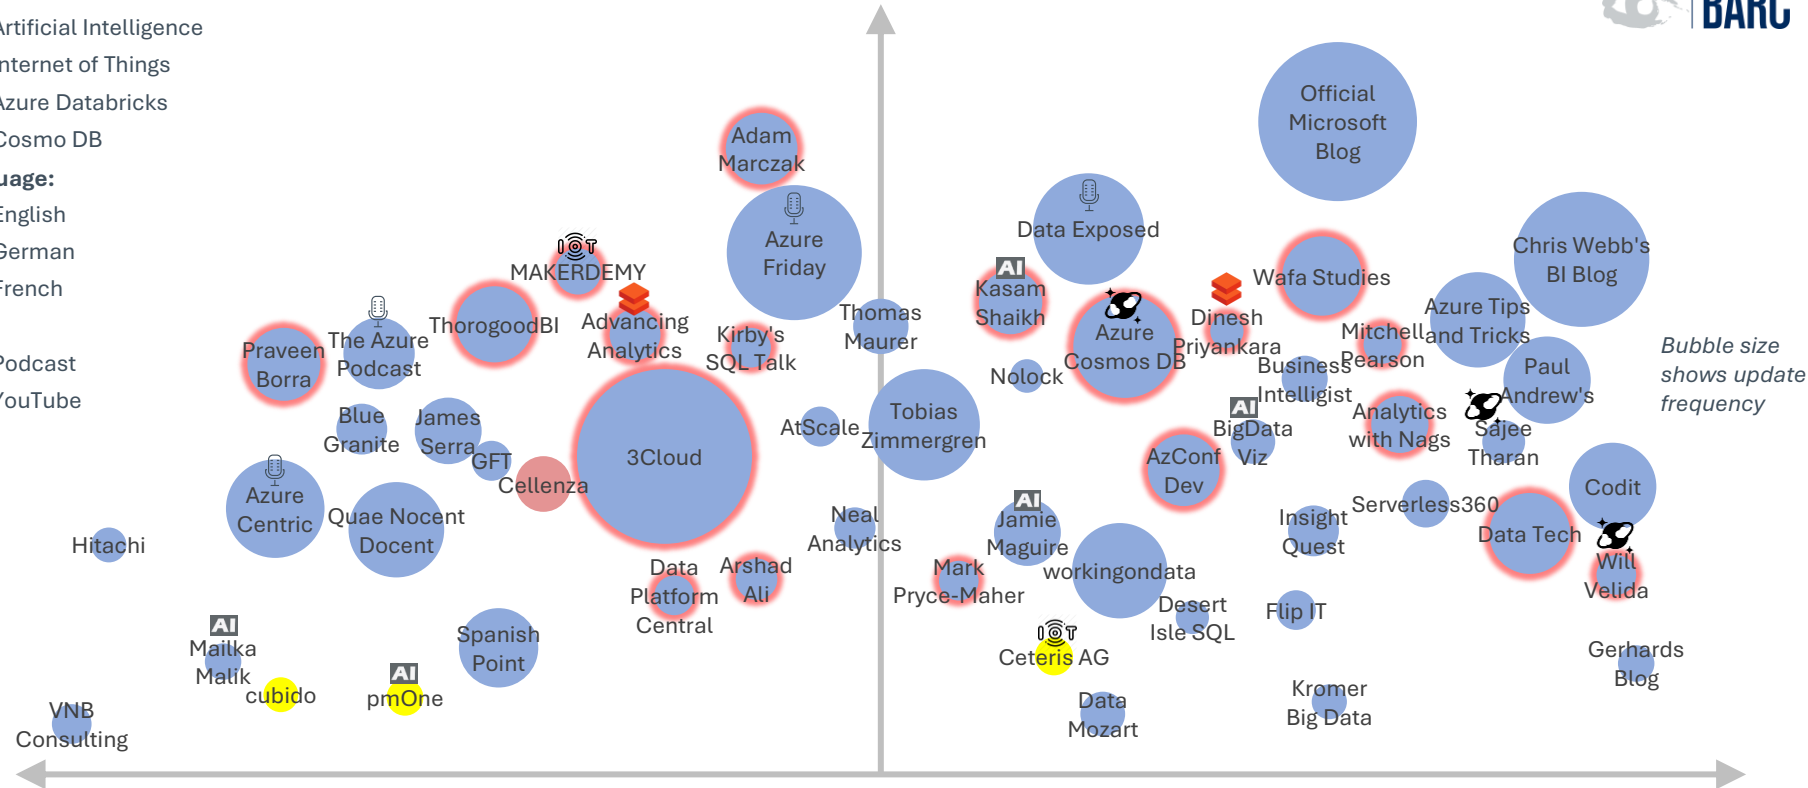 Artificial Intelligence
Internet of Things
Azure Databricks
Cosmo DB
uage:
English
German
French
Podcast
YouTube
BARC
Official
Microsoft
Blog
Adam
Marczak
Azure
Friday
Data Exposed
Chris Webb's
BI Blog
IOT
MAKERDEMY
AI
Kasam
Shaikh
Wafa Studies
Azure Tips
and Tricks
ThorogoodBI
Advancing
Analytics
Kirby's
SQL Talk
Thomas
Maurer
Azure
Cosmos DB
Dinesh
Priyankara
Mitchell
Pearson
Praveen
Borra
The Azure
Podcast
Nolock
Business
Intelligist
Paul
Andrew's
Bubble size
shows update
frequency
Blue
Granite
James
Serra
GFT
Cellenza
3Cloud
AtScale
Tobias
Zimmergren
AI
BigData
Viz
Analytics
with Nags
Sajee
Tharan
AzConf
Dev
Codit
Azure
Centric
Quae Nocent
Docent
Hitachi
Neal
Analytics
AI
Jamie
Maguire
workingondata
Insight
Quest
Serverless360
Data Tech
Will
Velida
Data
Platform
Central
Arshad
Ali
Mark
Pryce-Maher
Desert
Isle SQL
Flip IT
AI
Mailka
Malik
Spanish
Point
IOT
Ceteris AG
Gerhards
Blog
cubido
AI
pmOne
Data
Mozart
Kromer
Big Data
VNB
Consulting